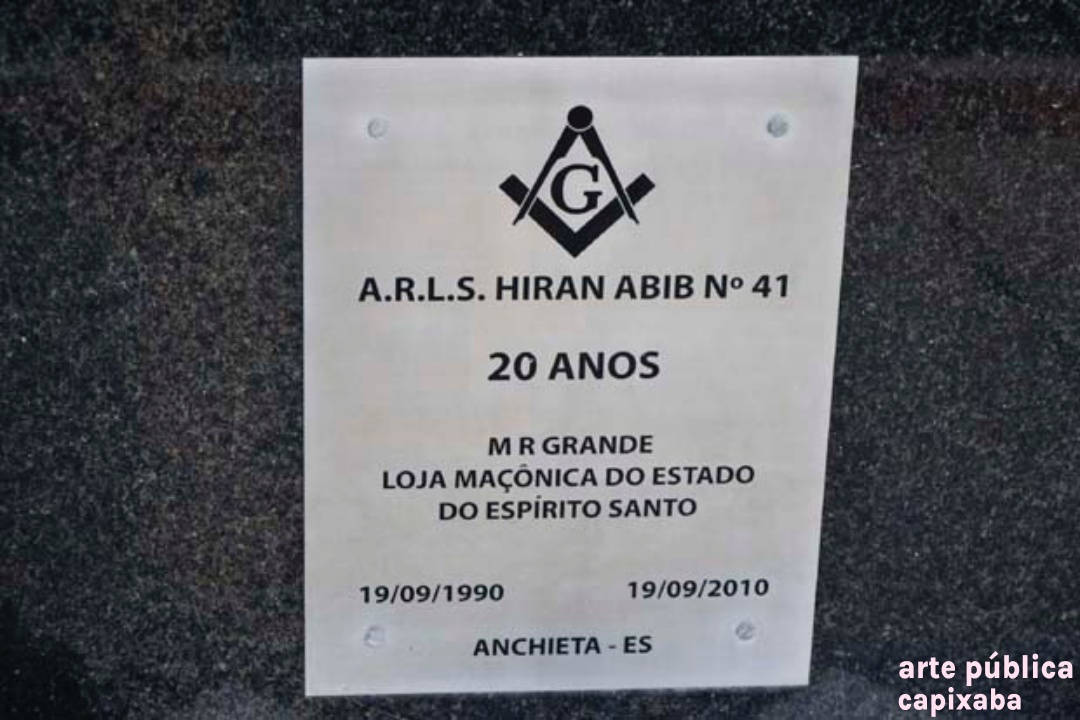 G
A.R.L.S. HIRAN ABIB Nº 41
20 ANOS
M R GRANDE
LOJA MAÇÔNICA DO ESTADO
DO ESPÍRITO SANTO
19/09/1990 19/09/2010
ANCHIETA - ES
arte pública
capixaba